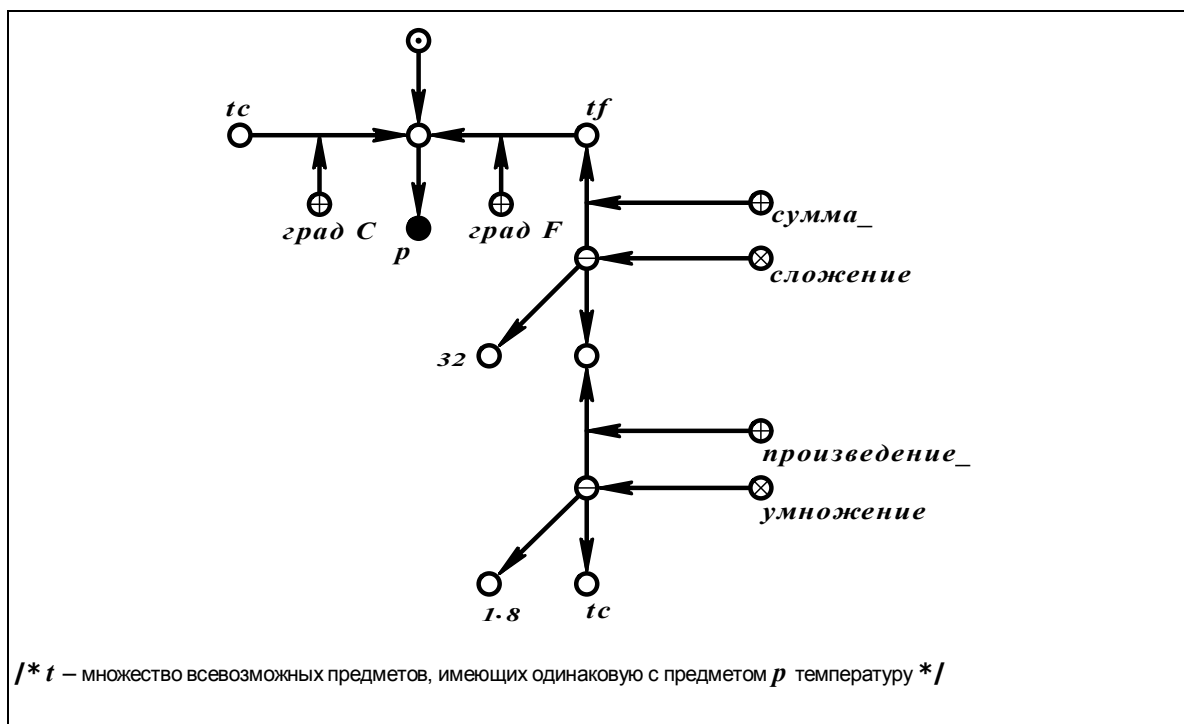 tc
tf
град C
град F
сумма_
p
сложение
32
произведение_
умножение
1.8
tc
/* t – множество всевозможных предметов, имеющих одинаковую с предметом p температуру */